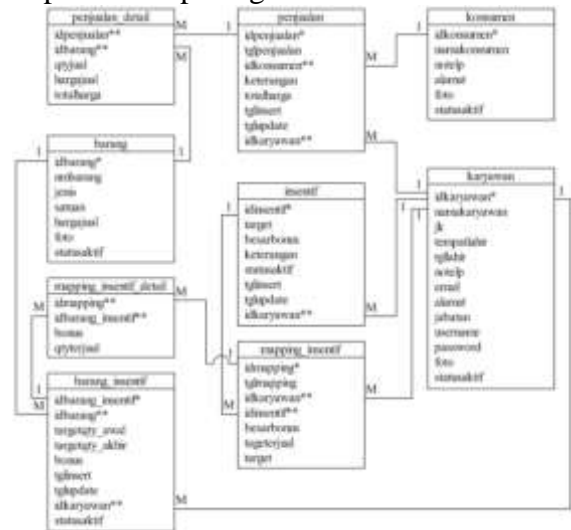 penjualan_detail
idpenjualan**
idbarang**
qtyjual
hargajual
totalharga
penjualan
idpenjualan*
tglpenjualan
idkonsumen**
keterangan
totalharga
tglinsert
tglupdate
idkaryawan**
konsumen
idkonsumen*
namakonsumen
notelp
alamat
foto
statusaktif
M
1
M
1
M
M
1
1
1
barang
idbarang*
nmbarang
jenis
satuan
hargajual
foto
statusaktif
insentif
idinsentif*
target
besarbonus
keterangan
statusaktif
tglinsert
tglupdate
idkaryawan**
karyawan
idkaryawan*
namakaryawan
jk
tempatlahir
tgllahir
notelp
email
alamat
jabatan
username
password
foto
statusaktif
1
1
1
1
1
M
mapping_insentif_detail
idmapping**
idbarang_insentif**
bonus
qtyterjual
M
M
1
mapping_insentif
idmapping*
tglmapping
idkaryawan**
idinsentif**
besarbonus
target
M
M
barang_insentif
idbarang_insentif*
idbarang**
targetqty_awal
targetqty_akhir
bonus
tglinsert
tglupdate
idkaryawan**
statusaktif
1
M
M